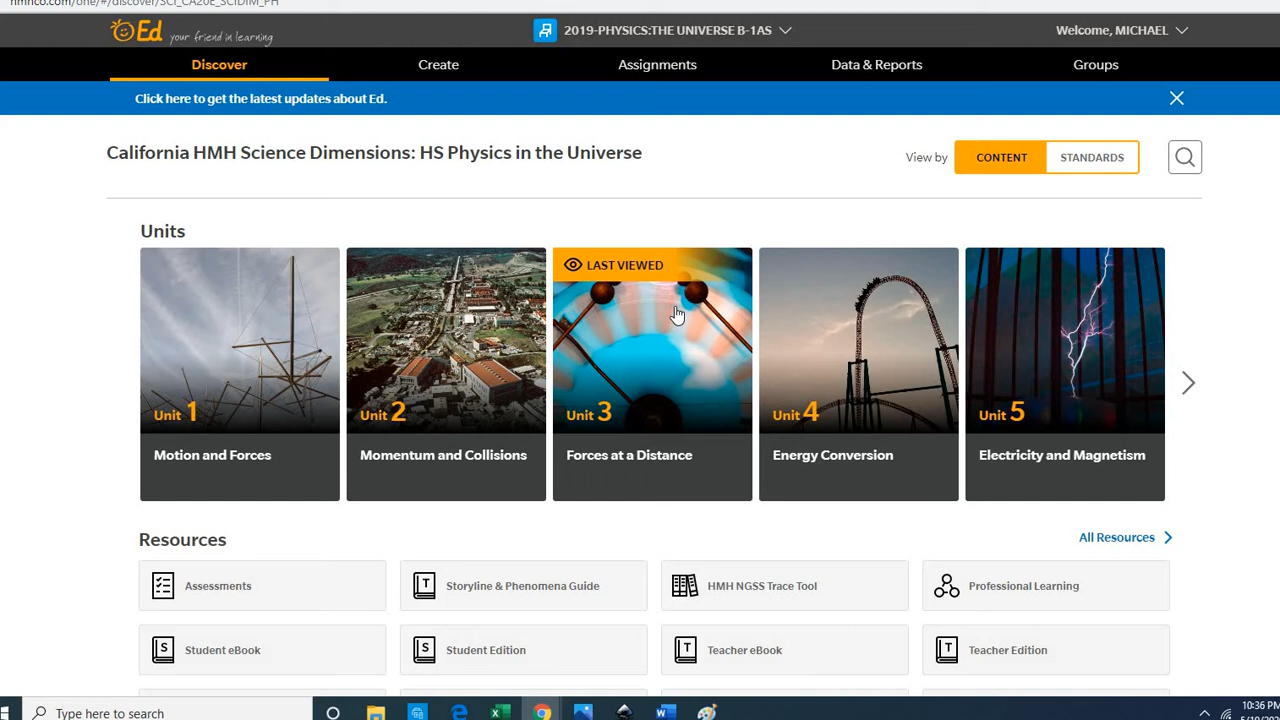 hmhco.com/one/#/discover/SCI_CA20E_SCIDIM_PH
Ed your friend in learning
2019-PHYSICS:THE UNIVERSE B-1AS
Welcome, MICHAEL
Discover
Create
Assignments
Data & Reports
Groups
Click here to get the latest updates about Ed.
California HMH Science Dimensions: HS Physics in the Universe
View by
CONTENT
STANDARDS
Units
LAST VIEWED
Unit 1
Unit 2
Unit 3
Unit 4
Unit 5
Motion and Forces
Momentum and Collisions
Forces at a Distance
Energy Conversion
Electricity and Magnetism
Resources
All Resources
Assessments
T
Storyline & Phenomena Guide
HMH NGSS Trace Tool
Professional Learning
S
Student eBook
S
Student Edition
T
Teacher eBook
T
Teacher Edition
Type here to search
10:36 PM